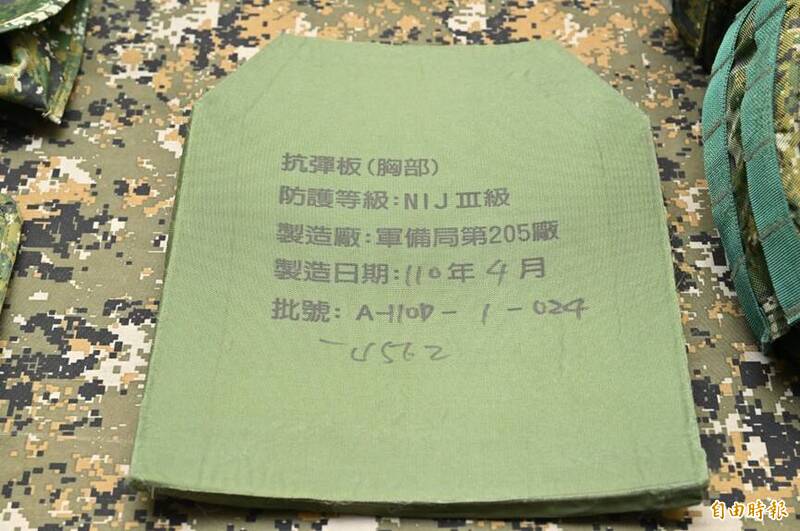 抗彈板(胸部)
防護等級:NIJ Ⅲ級
製造廠:軍備局第205廠
製造日期:110年4月
批號: A-110D - 1 - 024
自由時報